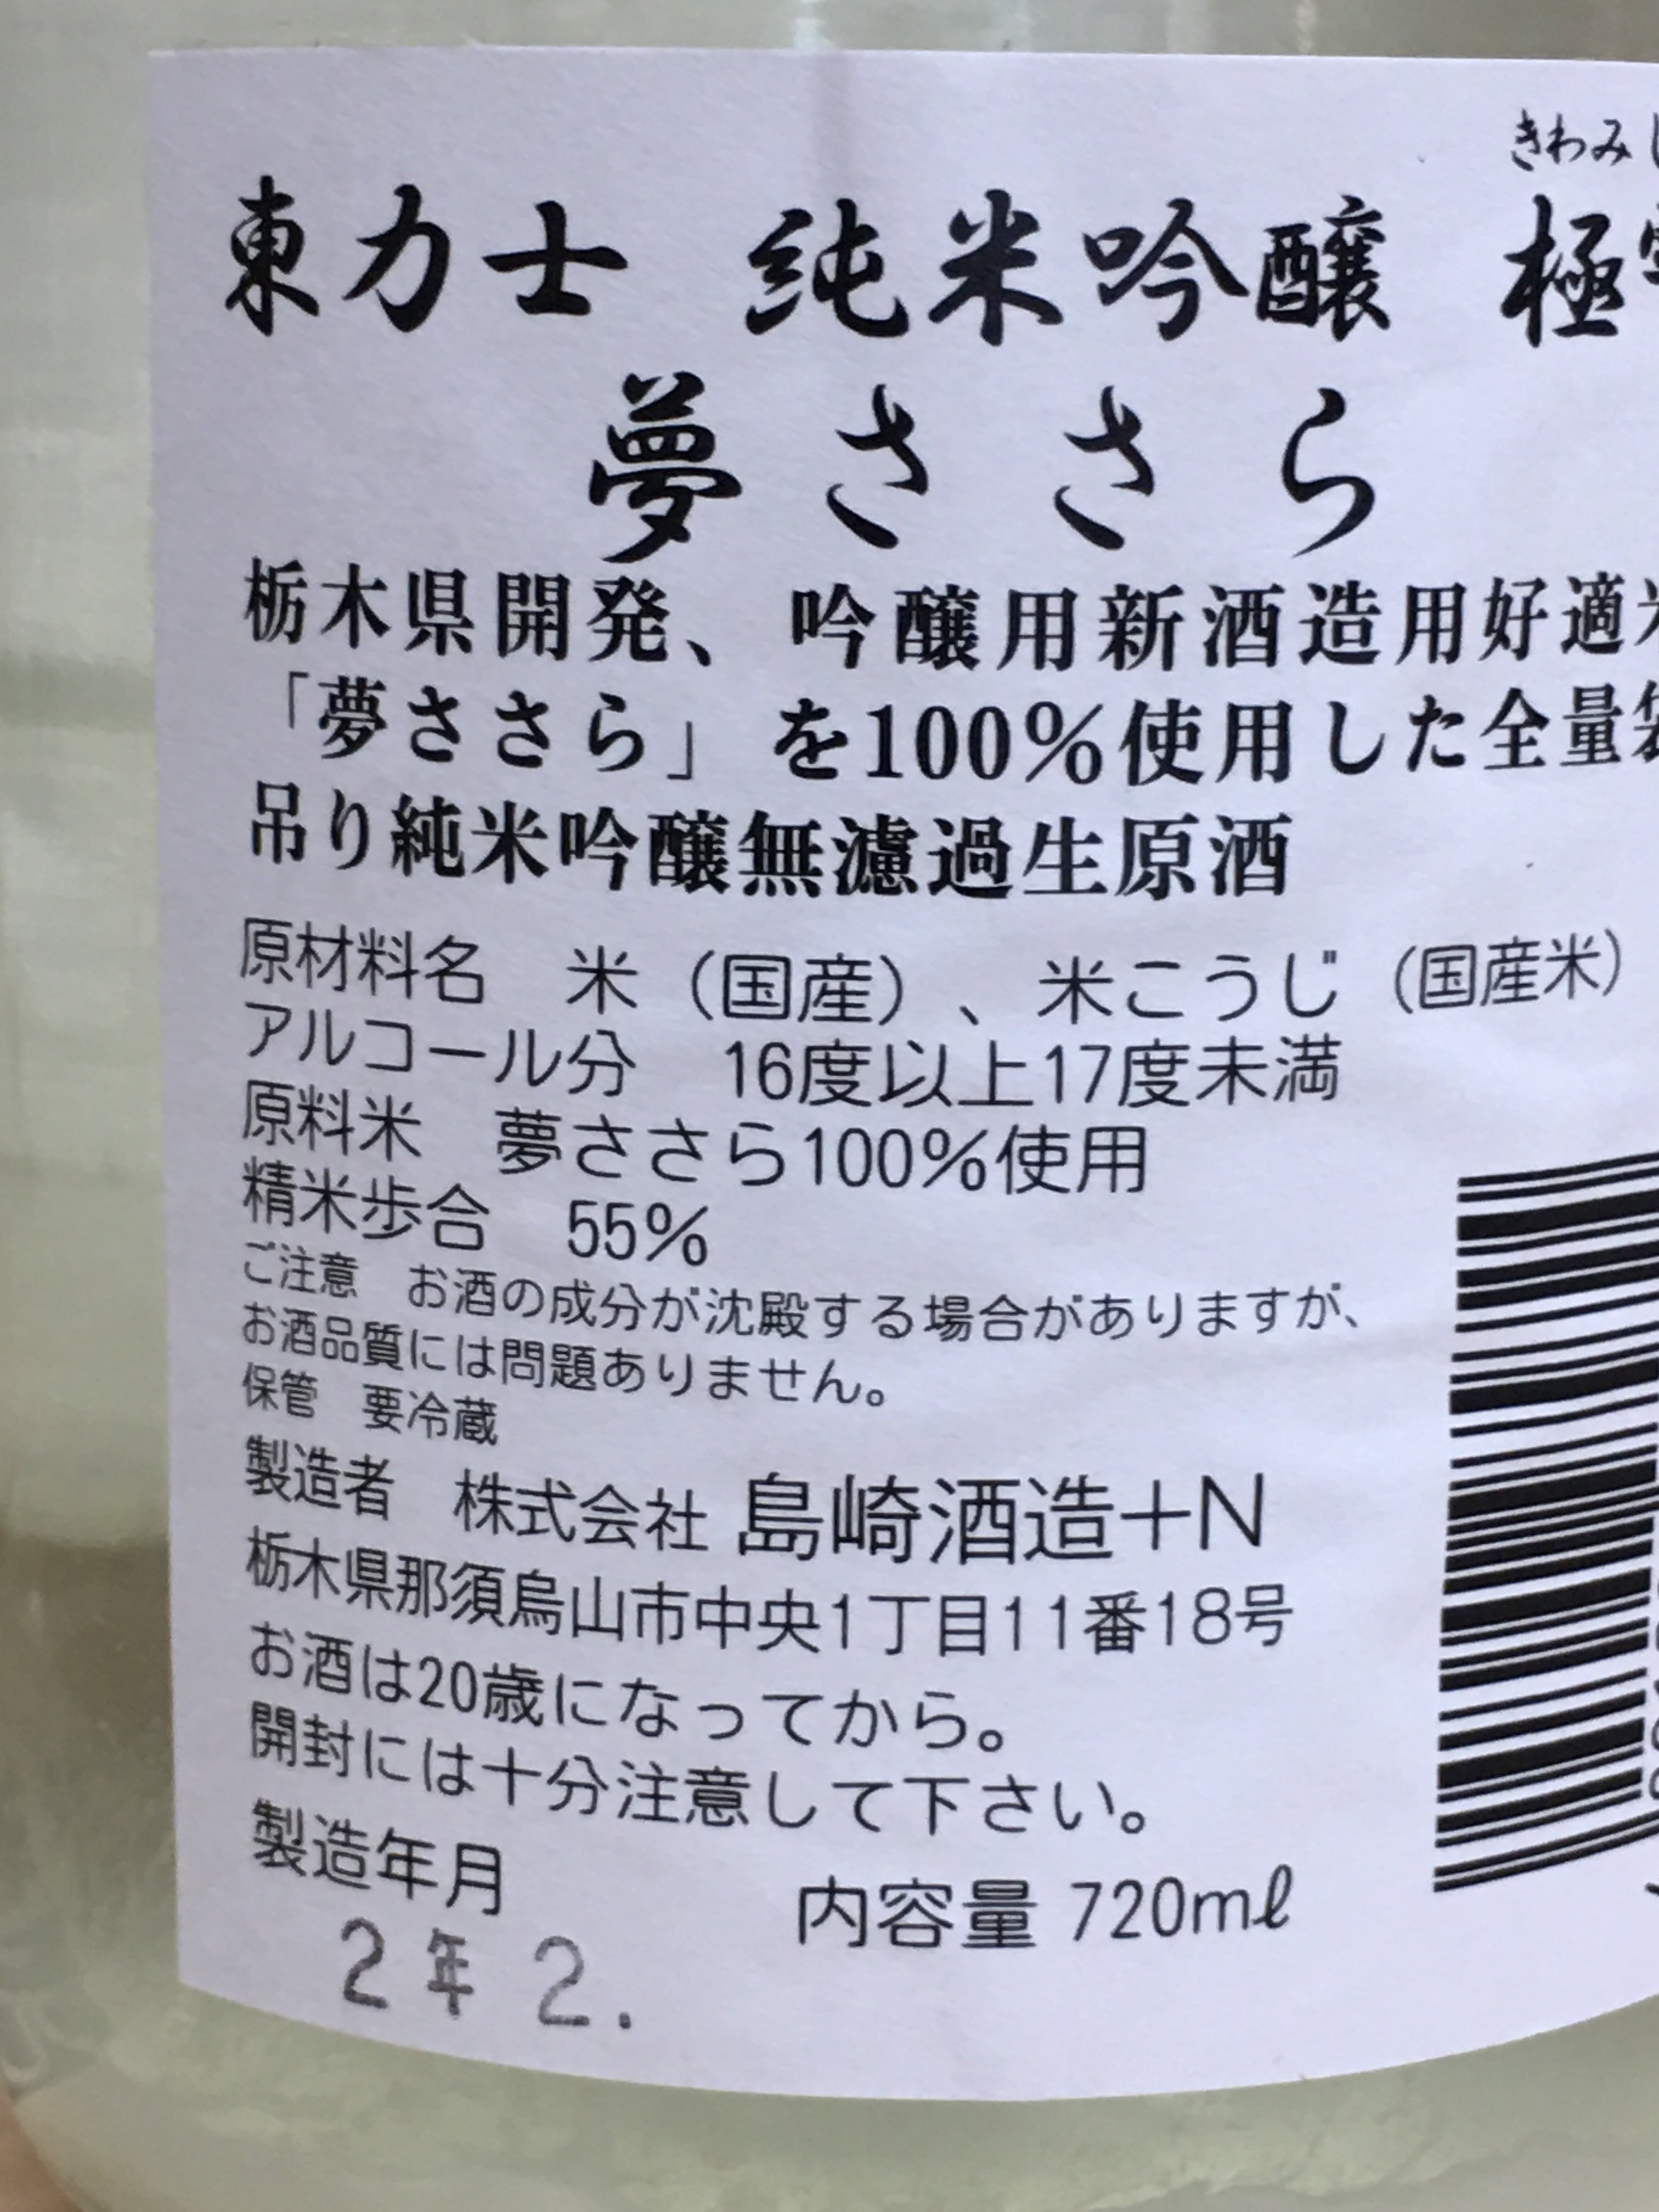 きわみ
東力士 純米吟醸 極
夢ささら
栃木県開発、吟醸用新酒造用好適米
「夢ささら」を100%使用した全量袋
吊り純米吟醸無濾過生原酒
原材料名 米(国産)、米こうじ(国産米)
アルコール分 16度以上17度未満
原料米 夢ささら100%使用
精米歩合 55%
ご注意 お酒の成分が沈殿する場合がありますが、
お酒品質には問題ありません。
保管 要冷蔵
製造者 株式会社 島崎酒造+N
栃木県那須烏山市中央1丁目11番18号
お酒は20歳になってから。
開封には十分注意して下さい。
製造年月
内容量 720ml
2年2.